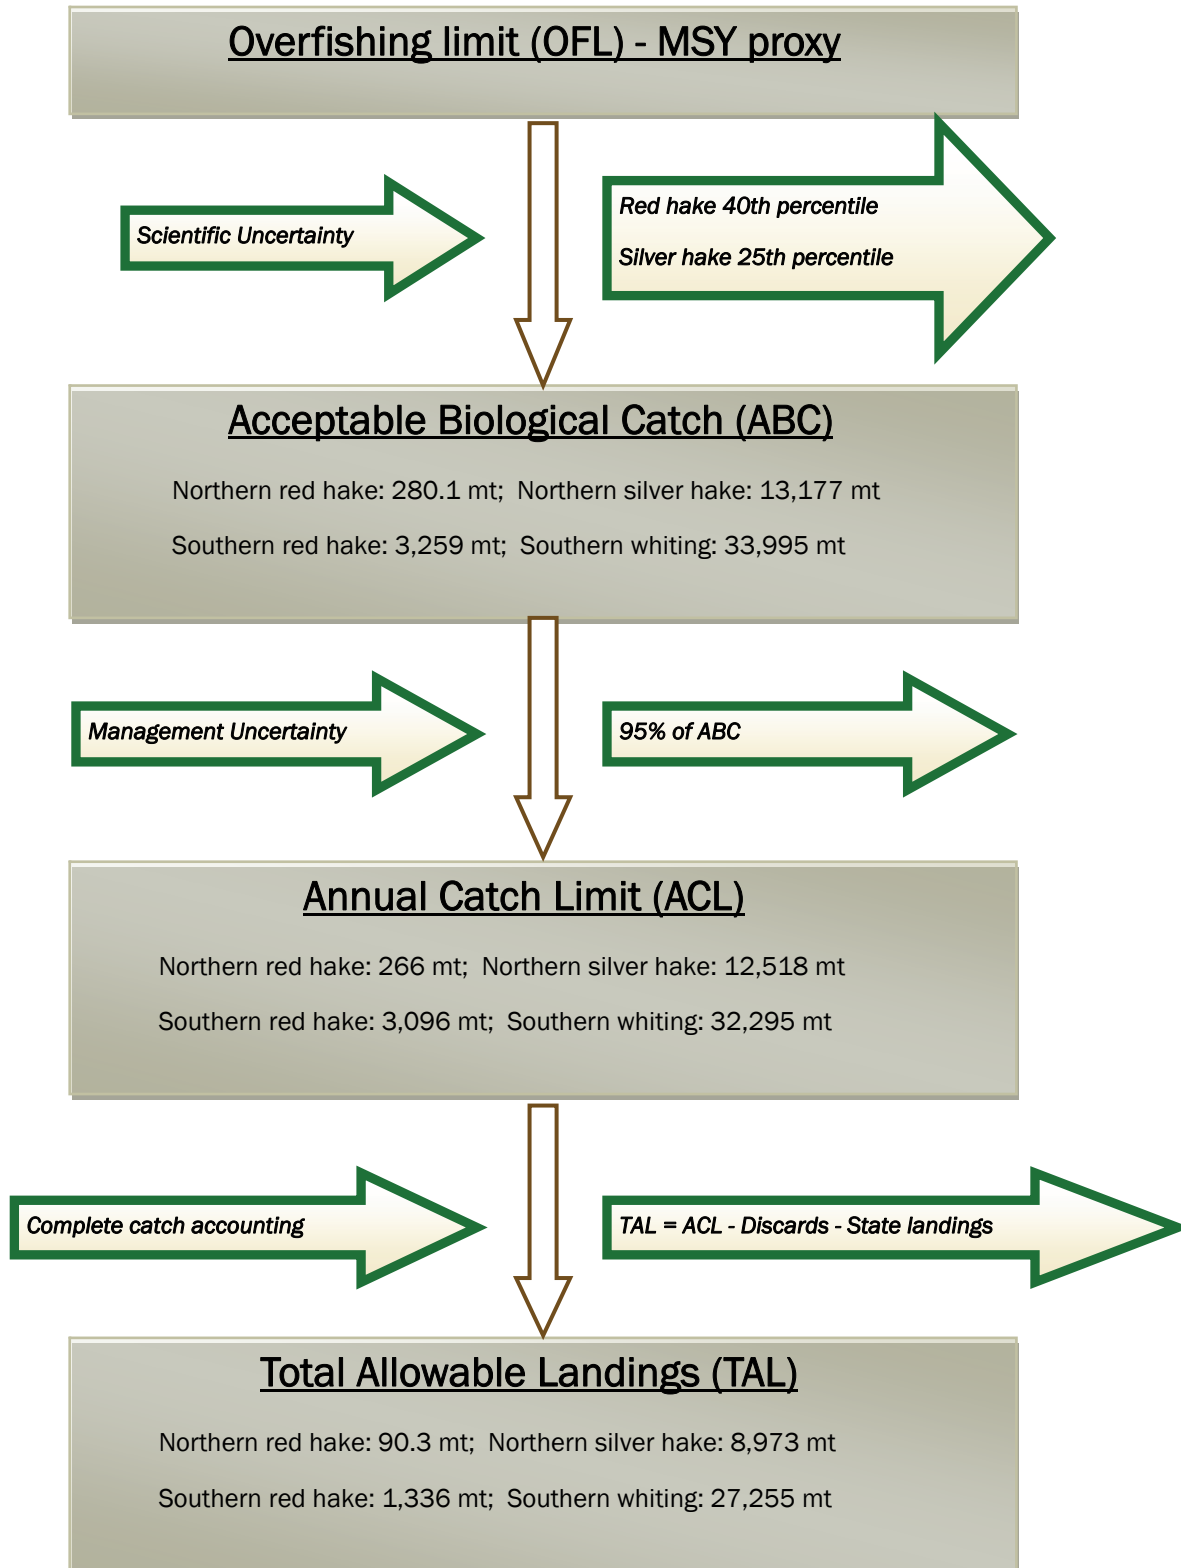 Overfishing limit (OFL) - MSY proxy
Scientific Uncertainty
Red hake 40th percentile
Silver hake 25th percentile
Acceptable Biological Catch (ABC)
Northern red hake: 280.1 mt;  Northern silver hake: 13,177 mt
Southern red hake: 3,259 mt;  Southern whiting: 33,995 mt
Management Uncertainty
95% of ABC
Annual Catch Limit (ACL)
Northern red hake: 266 mt;  Northern silver hake: 12,518 mt
Southern red hake: 3,096 mt;  Southern whiting: 32,295 mt
Complete catch accounting
TAL = ACL - Discards - State landings
Total Allowable Landings (TAL)
Northern red hake: 90.3 mt;  Northern silver hake: 8,973 mt
Southern red hake: 1,336 mt;  Southern whiting: 27,255 mt